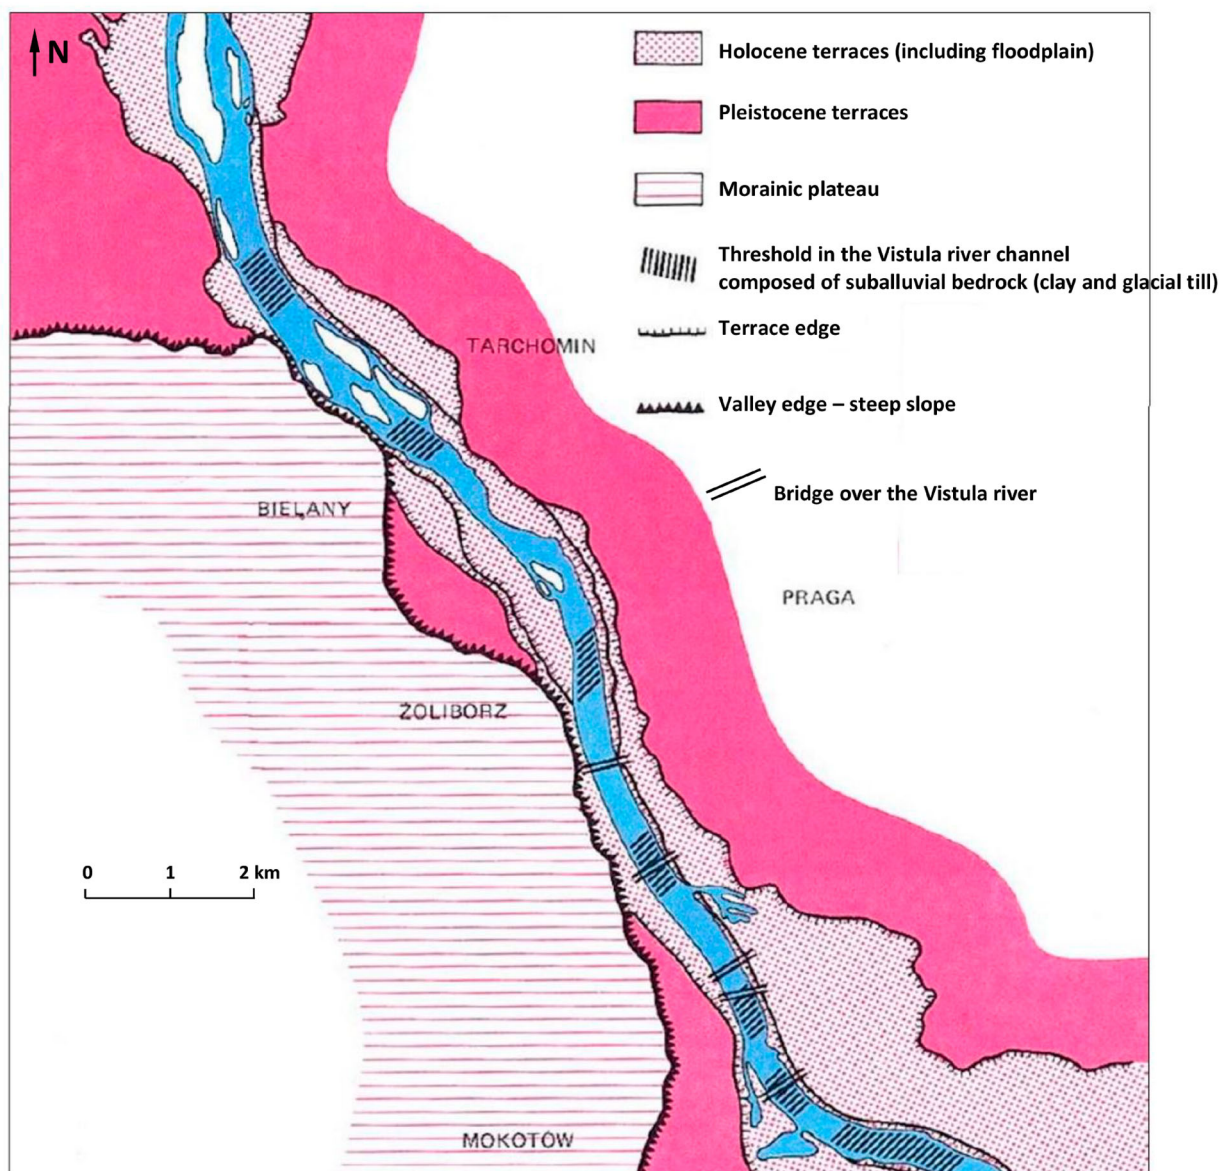 N
Holocene terraces (including floodplain)
Pleistocene terraces
Morainic plateau
Threshold in the Vistula river channel
composed of suballuvial bedrock (clay and glacial till)
TARCHOMIN
Terrace edge
Valley edge – steep slope
Bridge over the Vistula river
BIELANY
PRAGA
ŻOLIBORZ
0 1 2 km
MOKOTÓW